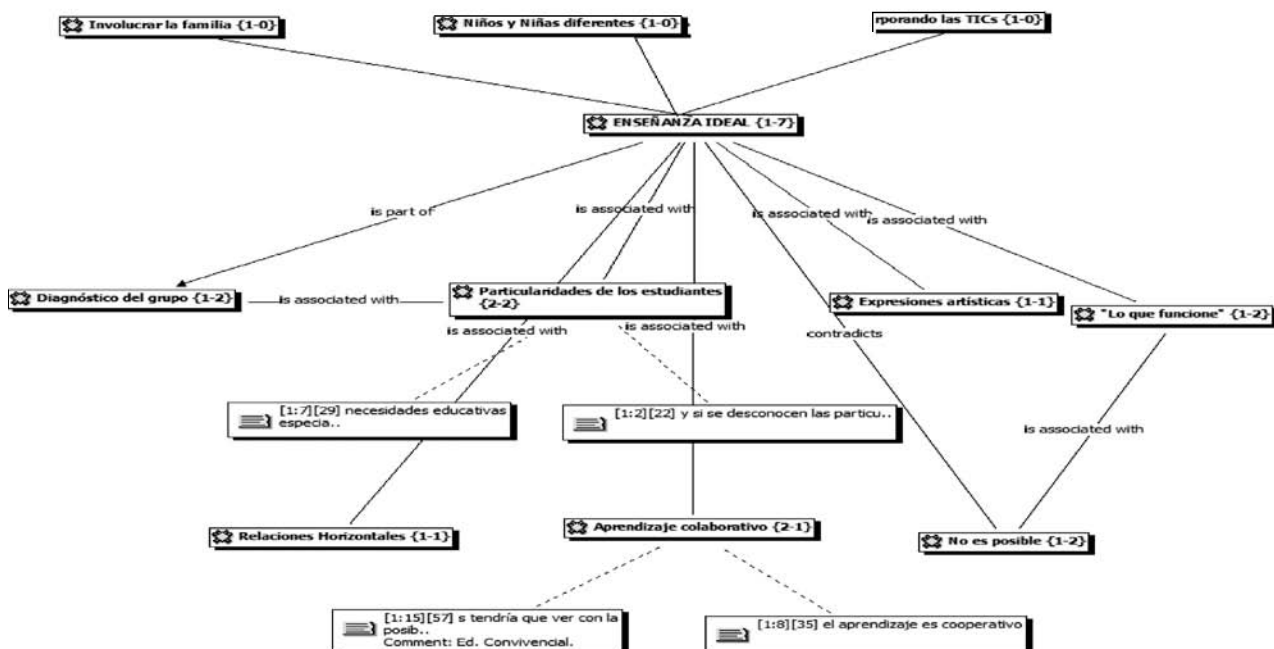 Involucrar la familia {1-0}
Niños y Niñas diferentes {1-0}
rporando las TICs {1-0}
ENSEÑANZA IDEAL {1-7}
is part of
is associated with
is associated with
is associated with
Diagnóstico del grupo {1-2}
is associated with
Particularidades de los estudiantes
{2-2}
Expresiones artísticas {1-1}
"Lo que funcione" {1-2}
is associated with
is associated with
contradicts
[1:7][29] necesidades educativas
especia..
[1:2][22] y si se desconocen las particu..
is associated with
Relaciones Horizontales {1-1}
Aprendizaje colaborativo {2-1}
No es posible {1-2}
[1:15][57] s tendría que ver con la
posib..
Comment: Ed. Convivencial.
[1:8][35] el aprendizaje es cooperativo